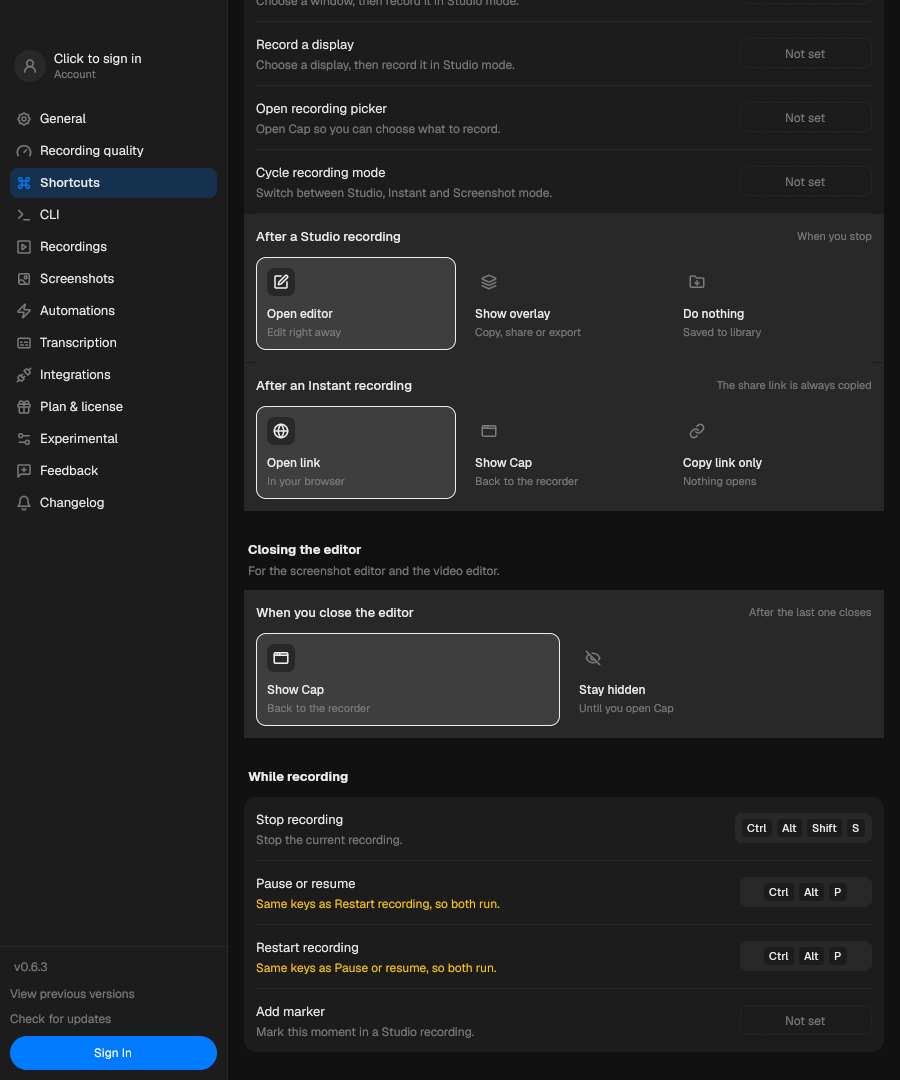 Click to sign in
Account
General
Recording quality
Shortcuts
CLI
Recordings
Screenshots
Automations
Transcription
Integrations
Plan & license
Experimental
Feedback
Changelog
v0.6.3
View previous versions
Check for updates
Sign In
Choose a window, then record it in Studio mode.
Record a display
Choose a display, then record it in Studio mode.
Not set
Open recording picker
Open Cap so you can choose what to record.
Not set
Cycle recording mode
Switch between Studio, Instant and Screenshot mode.
Not set
After a Studio recording
When you stop
Open editor
Edit right away
Show overlay
Copy, share or export
Do nothing
Saved to library
After an Instant recording
The share link is always copied
Open link
In your browser
Show Cap
Back to the recorder
Copy link only
Nothing opens
Closing the editor
For the screenshot editor and the video editor.
When you close the editor
After the last one closes
Show Cap
Back to the recorder
Stay hidden
Until you open Cap
While recording
Stop recording
Stop the current recording.
Ctrl Alt Shift S
Pause or resume
Same keys as Restart recording, so both run.
Ctrl Alt P
Restart recording
Same keys as Pause or resume, so both run.
Ctrl Alt P
Add marker
Mark this moment in a Studio recording.
Not set